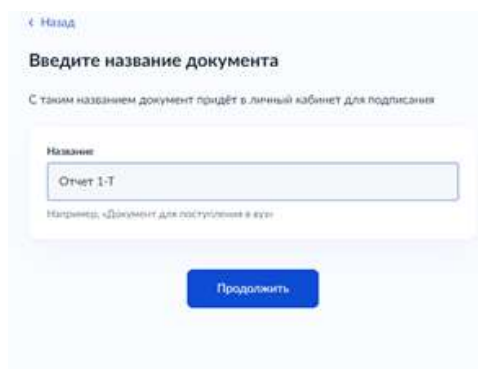 Назад
Введите название документа
С таким названием документ придёт в личный кабинет для подписания
Название
Отчет 1-Т
Например, «Документ для поступления в вуз»
Продолжить